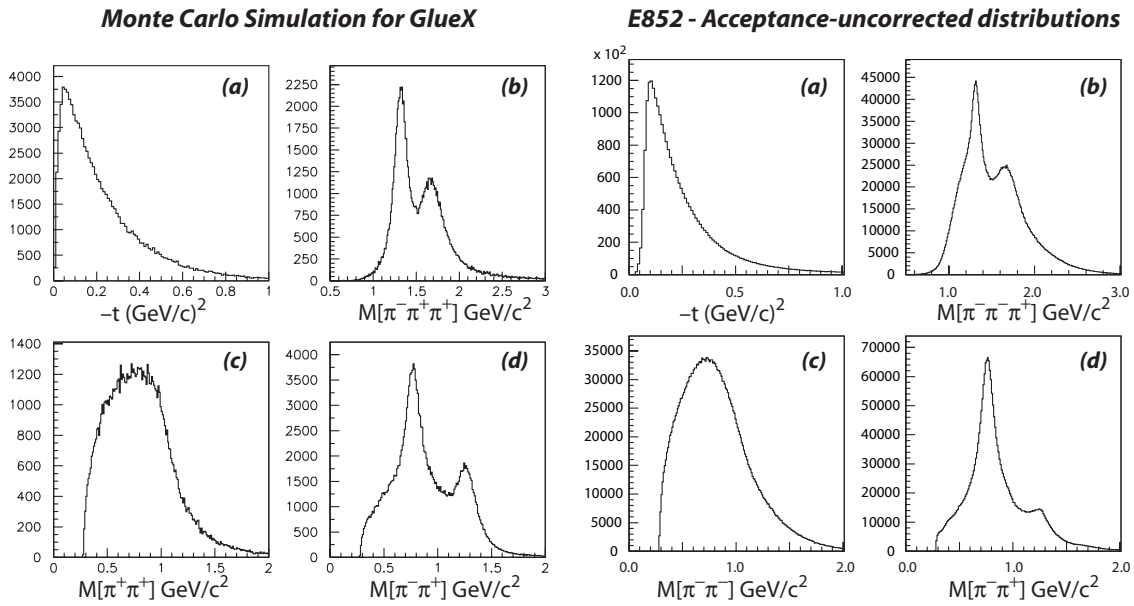 Monte Carlo Simulation for GlueX
E852 - Acceptance-uncorrected distributions
(a)
4000
3500
3000
2500
2000
1500
1000
500
0
0 0.2 0.4 0.6 0.8 1
–t (GeV/c)²
(b)
2250
2000
1750
1500
1250
1000
750
500
250
0
0.5 1 1.5 2 2.5 3
M[π⁻π⁺π⁺] GeV/c²
(c)
1400
1200
1000
800
600
400
200
0
0 0.5 1 1.5 2
M[π⁺π⁺] GeV/c²
(d)
4000
3500
3000
2500
2000
1500
1000
500
0
0 0.5 1 1.5 2
M[π⁻π⁺] GeV/c²
x 10²
(a)
1200
1000
800
600
400
200
0
0.0 0.5 1.0
–t (GeV/c)²
(b)
45000
40000
35000
30000
25000
20000
15000
10000
5000
0
1.0 2.0 3.0
M[π⁻π⁻π⁺] GeV/c²
(c)
35000
30000
25000
20000
15000
10000
5000
0
0.0 1.0 2.0
M[π⁻π⁻] GeV/c²
(d)
70000
60000
50000
40000
30000
20000
10000
0
0.0 1.0 2.0
M[π⁻π⁺] GeV/c²